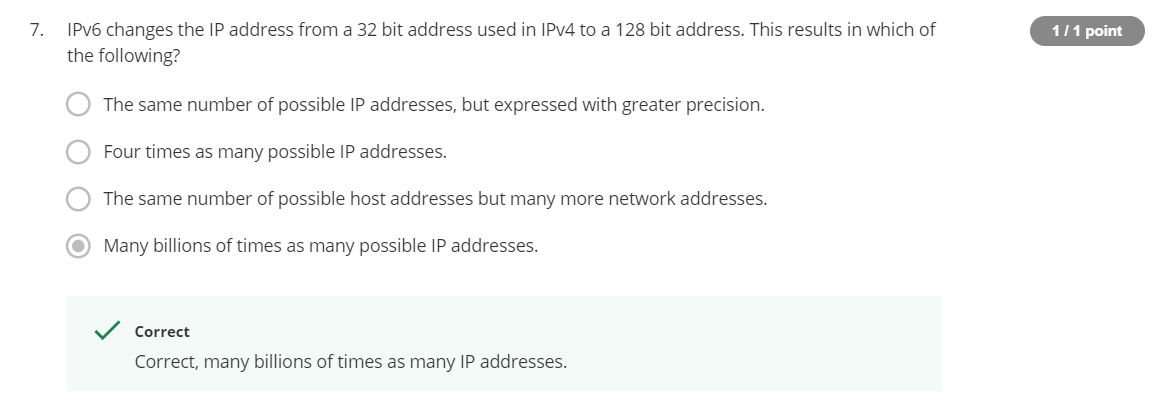 7. IPv6 changes the IP address from a 32 bit address used in IPv4 to a 128 bit address. This results in which of
the following?
1 / 1 point
The same number of possible IP addresses, but expressed with greater precision.
Four times as many possible IP addresses.
The same number of possible host addresses but many more network addresses.
Many billions of times as many possible IP addresses.
Correct
Correct, many billions of times as many IP addresses.